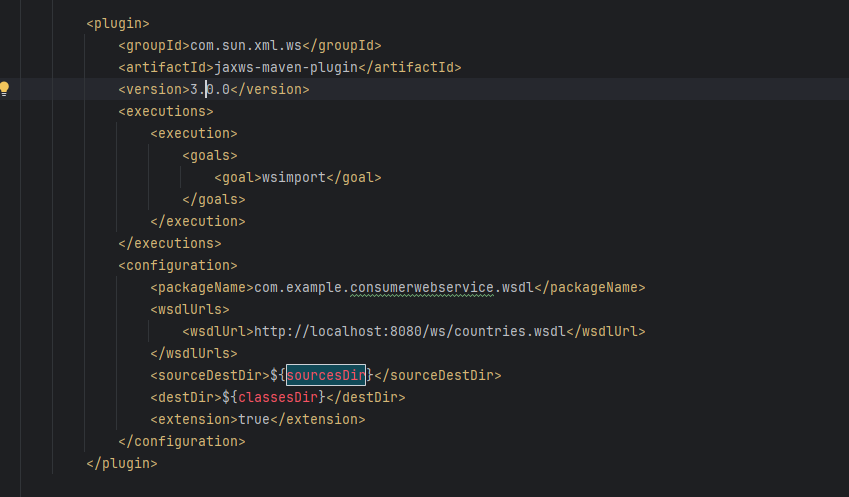 <plugin>
<groupId>com.sun.xml.ws</groupId>
<artifactId>jaxws-maven-plugin</artifactId>
<version>3.0.0</version>
<executions>
<execution>
<goals>
<goal>wsimport</goal>
</goals>
</execution>
</executions>
<configuration>
<packageName>com.example.consumerwebservice.wsdl</packageName>
<wsdlUrls>
<wsdlUrl>http://localhost:8080/ws/countries.wsdl</wsdlUrl>
</wsdlUrls>
<sourceDestDir>${sourcesDir}</sourceDestDir>
<destDir>${classesDir}</destDir>
<extension>true</extension>
</configuration>
</plugin>